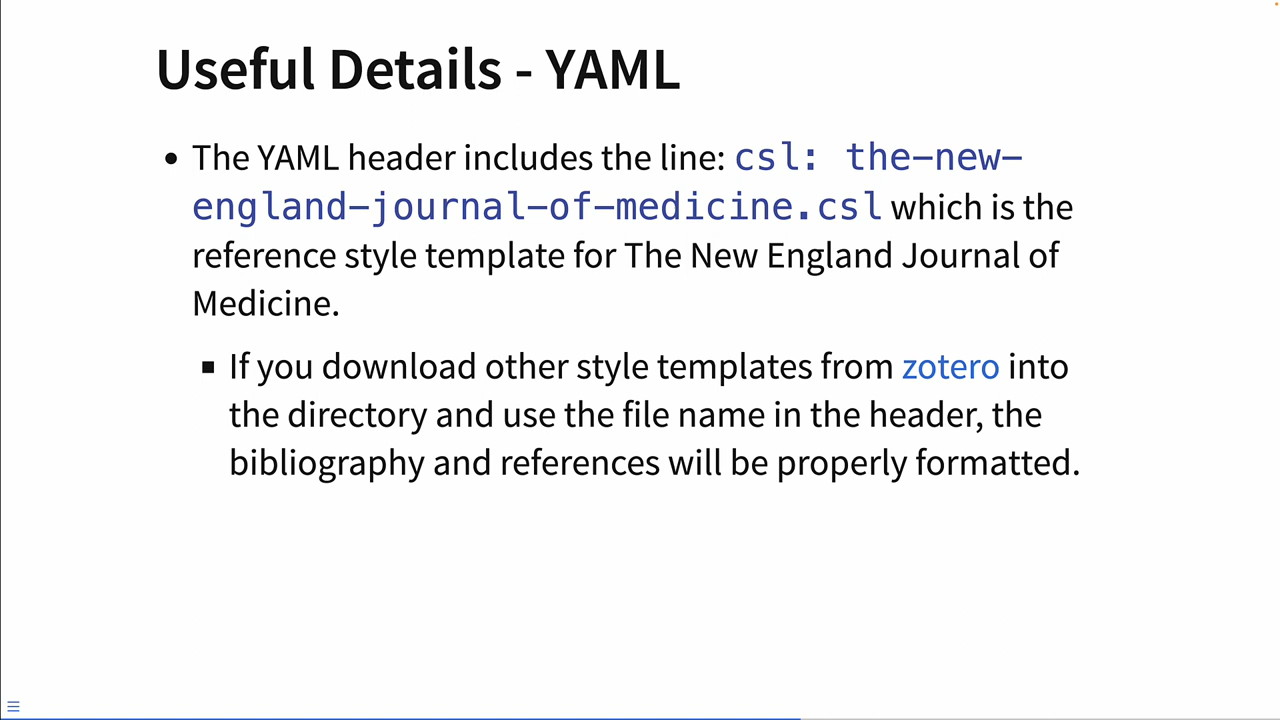 Useful Details - YAML
• The YAML header includes the line: csl: the-new-
england-journal-of-medicine.csl which is the
reference style template for The New England Journal of
Medicine.
▪ If you download other style templates from zotero into
the directory and use the file name in the header, the
bibliography and references will be properly formatted.